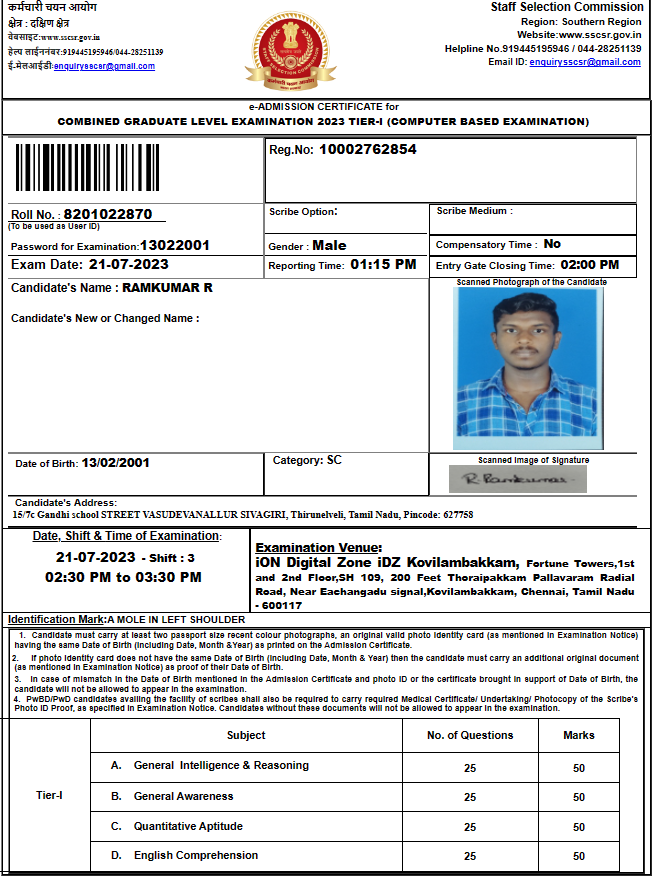 कर्मचारी चयन आयोग
क्षेत्र : दक्षिण क्षेत्र
वेबसाइट:www.sscsr.gov.in
हेल्प लाईननंबर:919445195946/044-28251139
ई-मेलआईडी:enquirysscsr@gmail.com
Staff Selection Commission
Region: Southern Region
Website:www.sscsr.gov.in
Helpline No.919445195946 / 044-28251139
Email ID: enquirysscsr@gmail.com
e-ADMISSION CERTIFICATE for
COMBINED GRADUATE LEVEL EXAMINATION 2023 TIER-I (COMPUTER BASED EXAMINATION)
Reg.No: 10002762854
Roll No. : 8201022870
(To be used as User ID)
Password for Examination:13022001
Scribe Option:
Scribe Medium :
Gender : Male
Compensatory Time : No
Exam Date: 21-07-2023
Reporting Time: 01:15 PM
Entry Gate Closing Time: 02:00 PM
Candidate's Name : RAMKUMAR R
Candidate's New or Changed Name :
Scanned Photograph of the Candidate
Date of Birth: 13/02/2001
Category: SC
Scanned Image of Signature
R. Ramkumar
Candidate's Address:
15/7c Gandhi school STREET VASUDEVANALLUR SIVAGIRI, Thirunelveli, Tamil Nadu, Pincode: 627758
Date, Shift & Time of Examination:
21-07-2023 - Shift : 3
02:30 PM to 03:30 PM
Examination Venue:
iON Digital Zone iDZ Kovilambakkam, Fortune Towers,1st
and 2nd Floor,SH 109, 200 Feet Thoraipakkam Pallavaram Radial
Road, Near Eachangadu signal,Kovilambakkam, Chennai, Tamil Nadu
- 600117
Identification Mark:A MOLE IN LEFT SHOULDER
1. Candidate must carry at least two passport size recent colour photographs, an original valid photo identity card (as mentioned in Examination Notice)
having the same Date of Birth (including Date, Month &Year) as printed on the Admission Certificate.
2. If photo identity card does not have the same Date of Birth (including Date, Month & Year) then the candidate must carry an additional original document
(as mentioned in Examination Notice) as proof of their Date of Birth.
3. In case of mismatch in the Date of Birth mentioned in the Admission Certificate and photo ID or the certificate brought in support of Date of Birth, the
candidate will not be allowed to appear in the examination.
4. PwBD/PwD candidates availing the facility of scribes shall also be required to carry required Medical Certificate/ Undertaking/ Photocopy of the Scribe's
Photo ID Proof, as specified in Examination Notice. Candidates without these documents will not be allowed to appear in the examination.
Subject No. of Questions Marks
Tier-I
A. General Intelligence & Reasoning 25 50
B. General Awareness 25 50
C. Quantitative Aptitude 25 50
D. English Comprehension 25 50